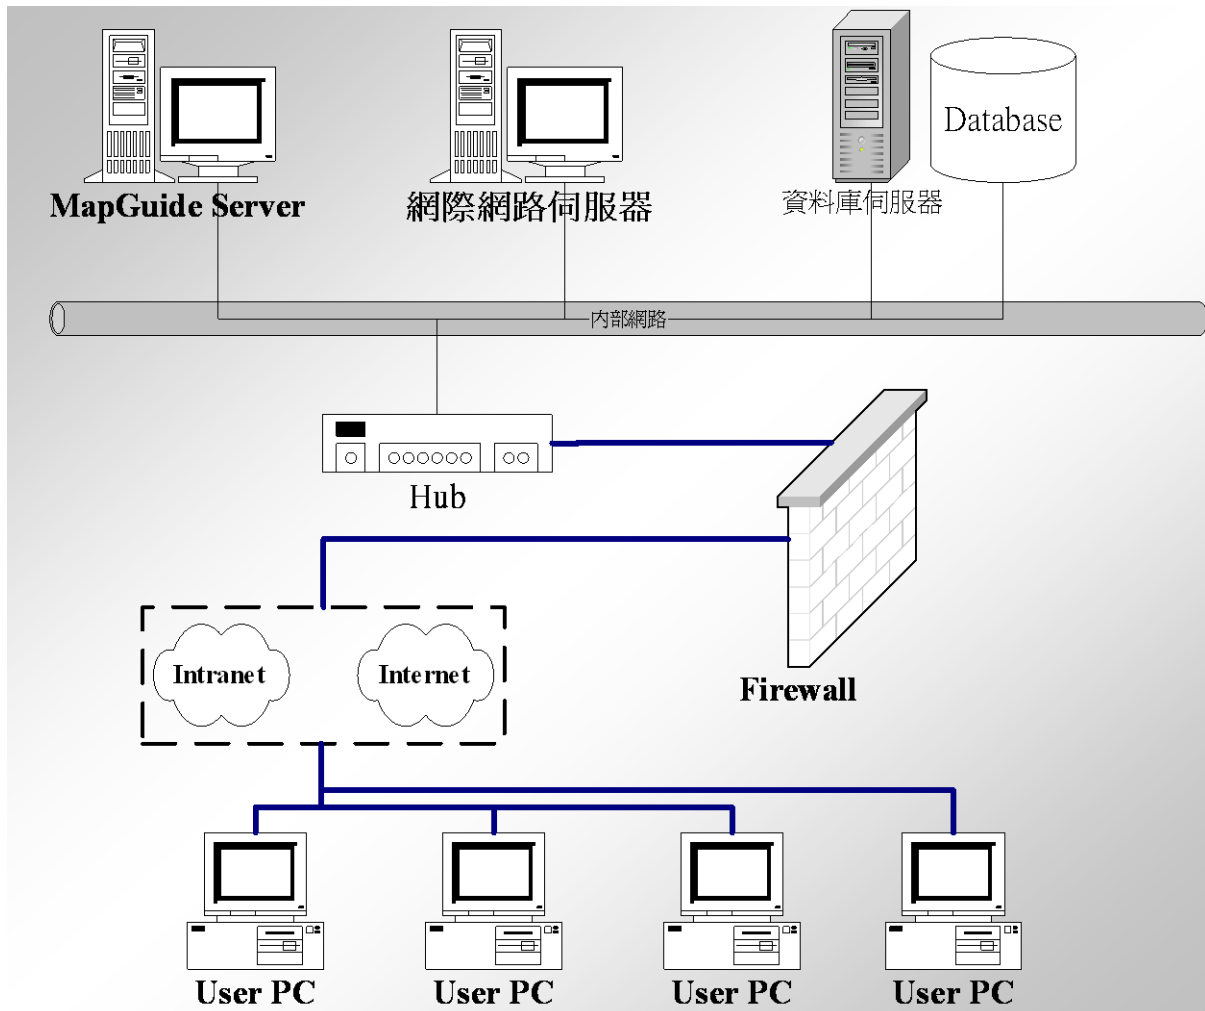 Database
MapGuide Server
網際網路伺服器
資料庫伺服器
內部網路
Hub
Intranet
Internet
Firewall
User PC
User PC
User PC
User PC